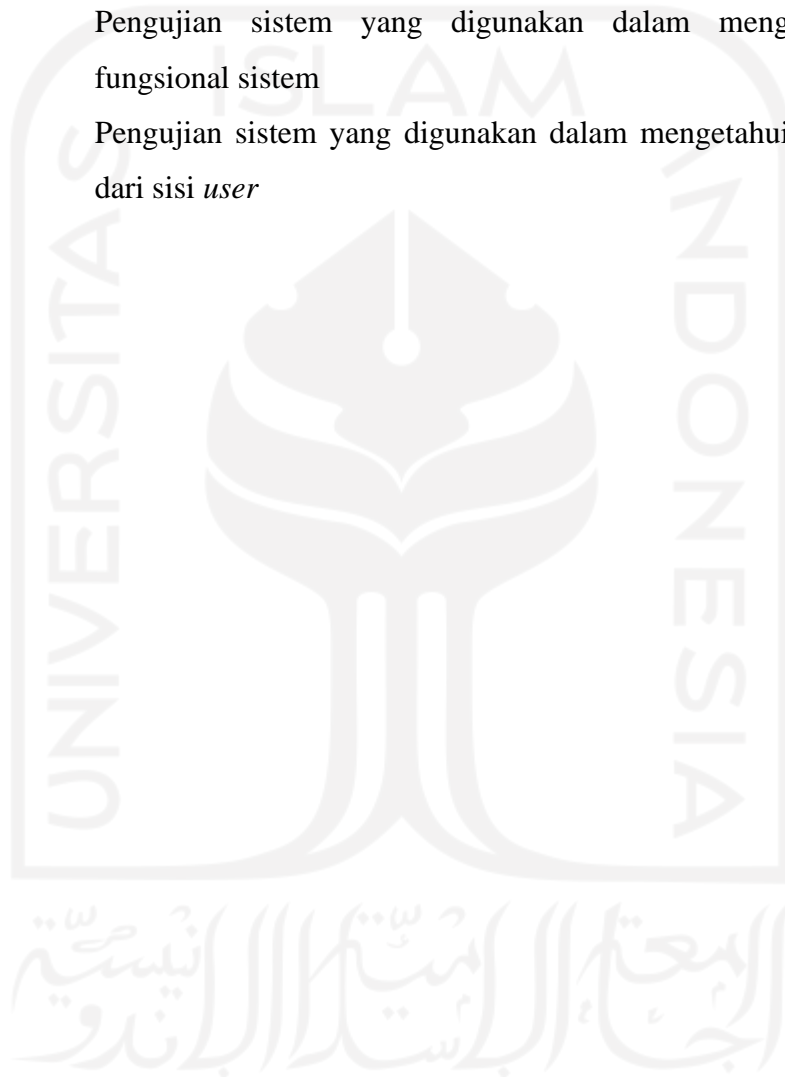 Pengujian sistem yang digunakan dalam meng
fungsional sistem
Pengujian sistem yang digunakan dalam mengetahui
dari sisi user
ISLAM
UNIVERSITAS
INDONESIA